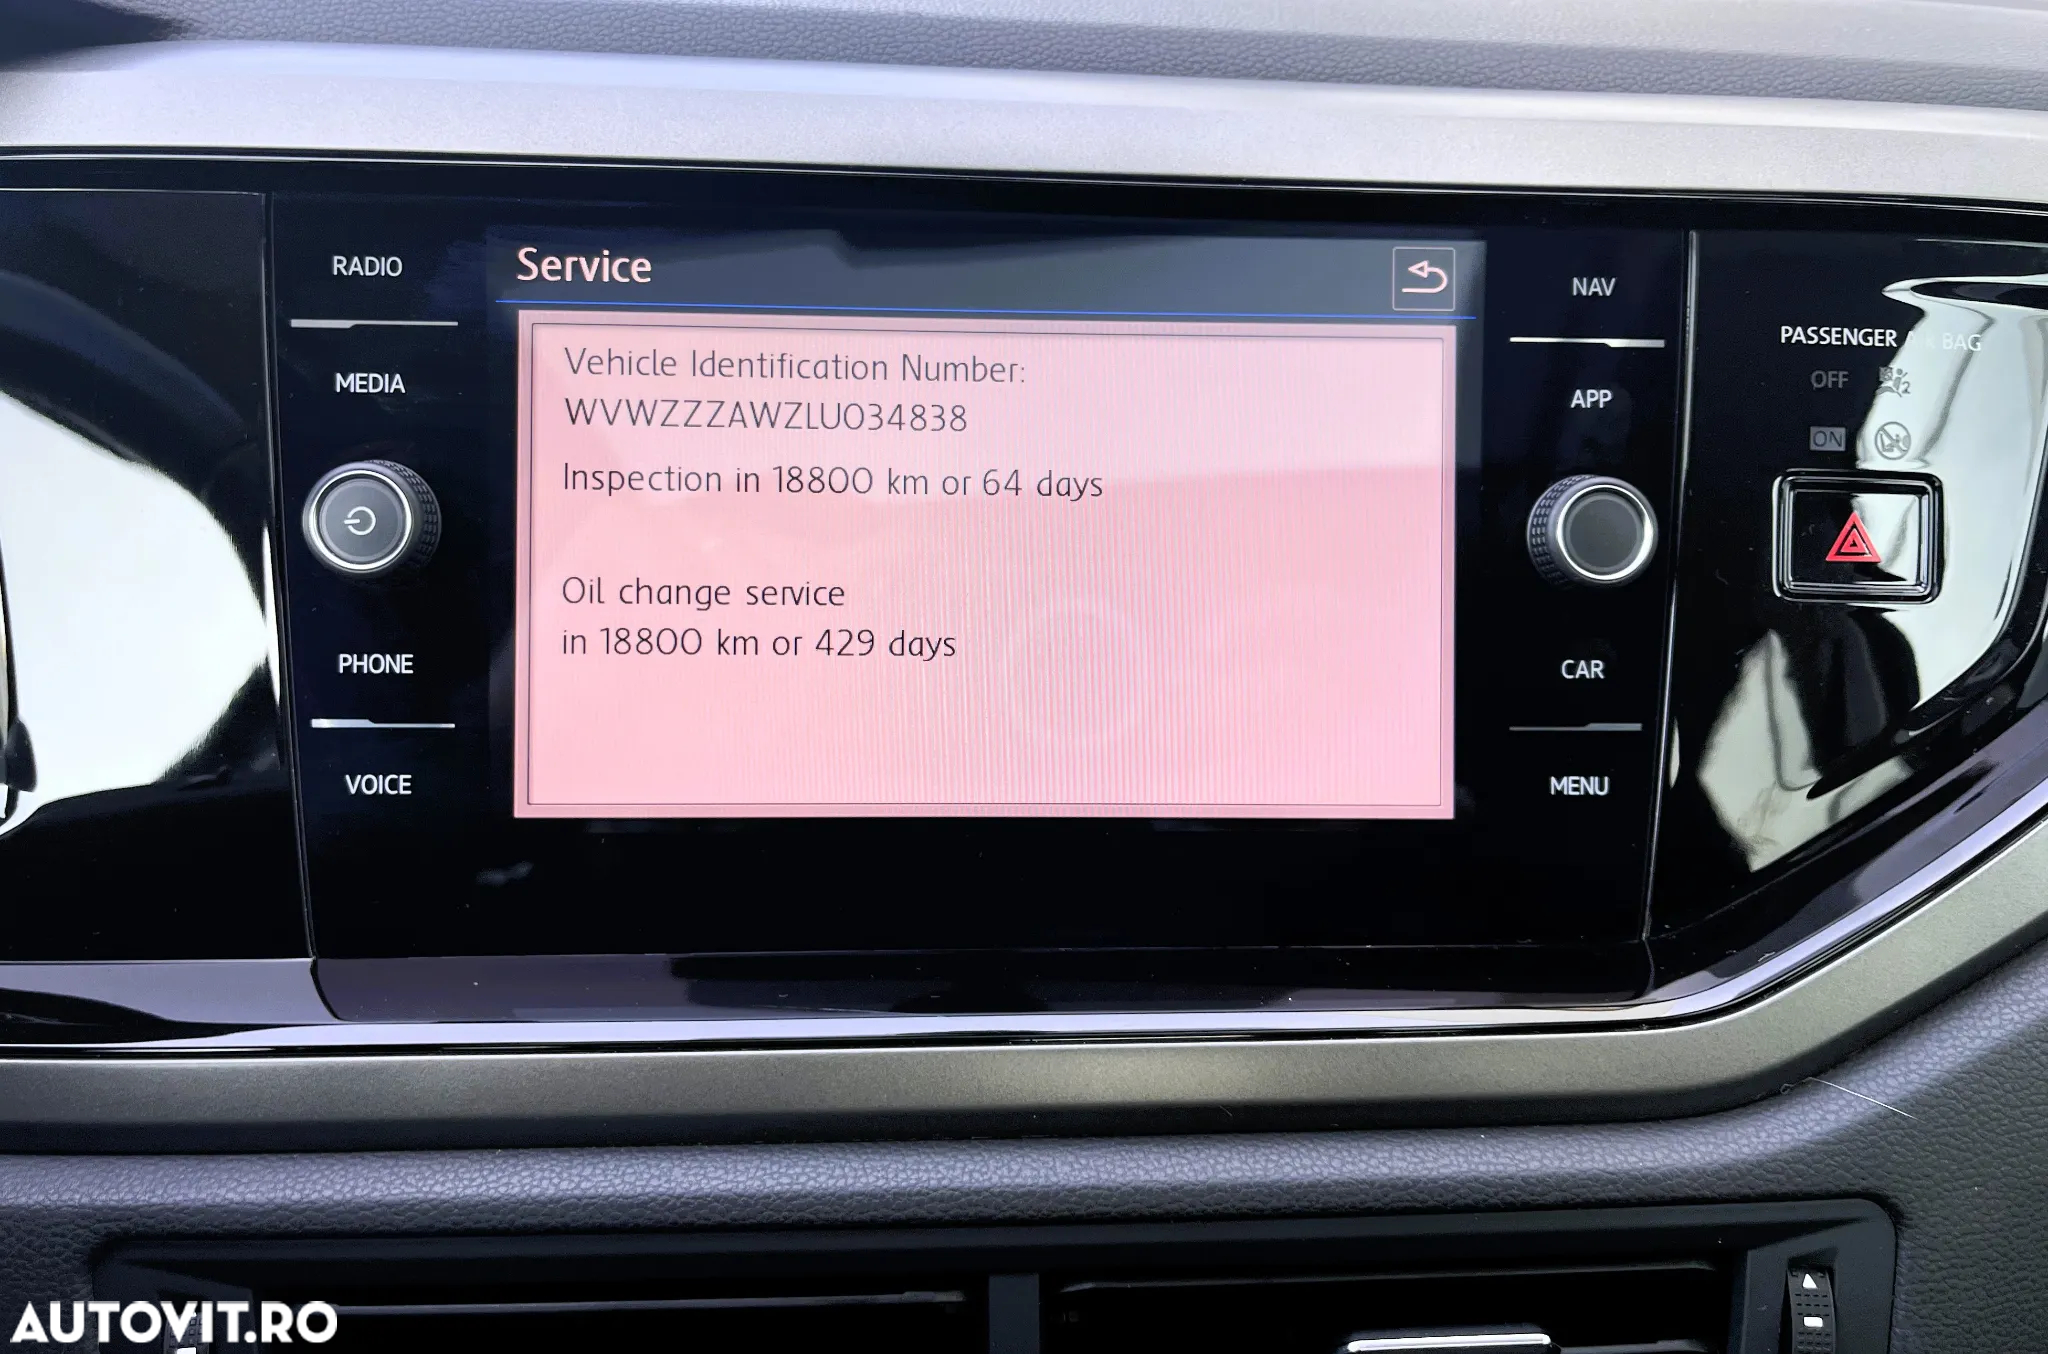 RADIO
MEDIA
PHONE
VOICE
Service
Vehicle Identification Number:
WVWZZZAWZLU034838
Inspection in 18800 km or 64 days
Oil change service
in 18800 km or 429 days
NAV
APP
CAR
MENU
PASSENGER AIR BAG
OFF
ON
AUTOVIT.RO